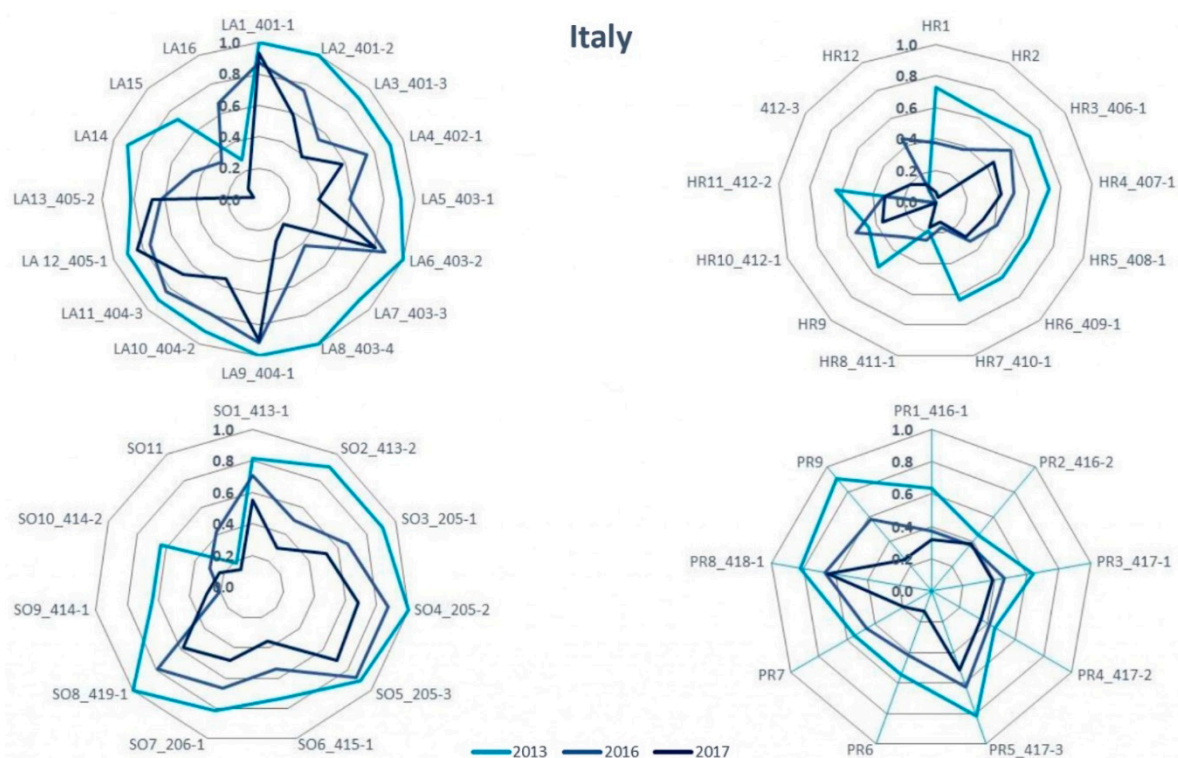 Italy
LA1_401-1
LA2_401-2
LA3_401-3
LA4_402-1
LA5_403-1
LA6_403-2
LA7_403-3
LA8_403-4
LA9_404-1
LA10_404-2
LA11_404-3
LA 12_405-1
LA13_405-2
LA14
LA15
LA16
1.0
0.8
0.6
0.4
0.2
0.0
HR1
HR2
HR3_406-1
HR4_407-1
HR5_408-1
HR6_409-1
HR7_410-1
HR8_411-1
HR9
HR10_412-1
HR11_412-2
412-3
HR12
1.0
0.8
0.6
0.4
0.2
0.0
SO1_413-1
SO2_413-2
SO3_205-1
SO4_205-2
SO5_205-3
SO6_415-1
SO7_206-1
SO8_419-1
SO9_414-1
SO10_414-2
SO11
1.0
0.8
0.6
0.4
0.2
0.0
PR1_416-1
PR2_416-2
PR3_417-1
PR4_417-2
PR5_417-3
PR6
PR7
PR8_418-1
PR9
1.0
0.8
0.6
0.4
0.2
0.0
2013 2016 2017